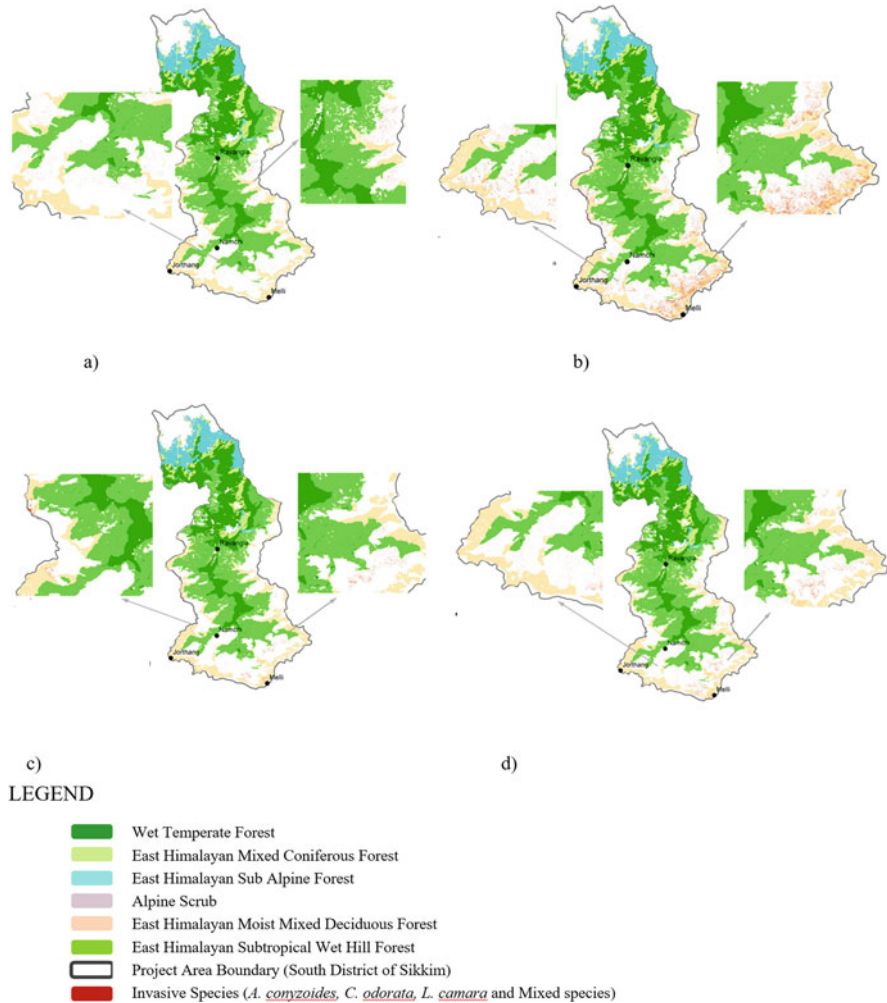 Ravangla
Namchi
Jorthang
Melli
a)
Ravangla
Namchi
Jorthang
Melli
b)
Ravangla
Namchi
Jorthang
Melli
c)
Ravangla
Namchi
Jorthang
Melli
d)
LEGEND
Wet Temperate Forest
East Himalayan Mixed Coniferous Forest
East Himalayan Sub Alpine Forest
Alpine Scrub
East Himalayan Moist Mixed Deciduous Forest
East Himalayan Subtropical Wet Hill Forest
Project Area Boundary (South District of Sikkim)
Invasive Species (A. conyzoides, C. odorata, L. camara and Mixed species)